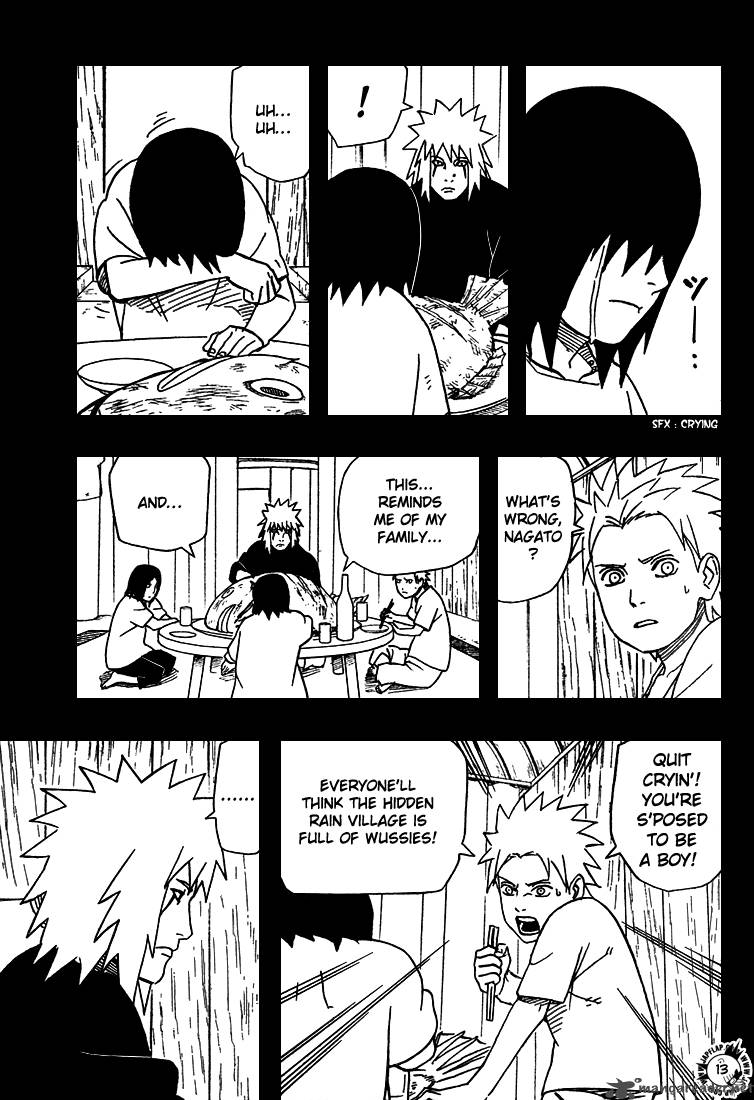 ツー…
SFX : CRYING
!
UH...
UH...
WHAT'S
WRONG,
NAGATO
?
THIS...
REMINDS
ME OF MY
FAMILY...
AND...
QUIT
CRYIN'!
YOU'RE
S'POSED
TO BE
A BOY!
EVERYONE'LL
THINK THE HIDDEN
RAIN VILLAGE IS
FULL OF WUSSIES!
......
13